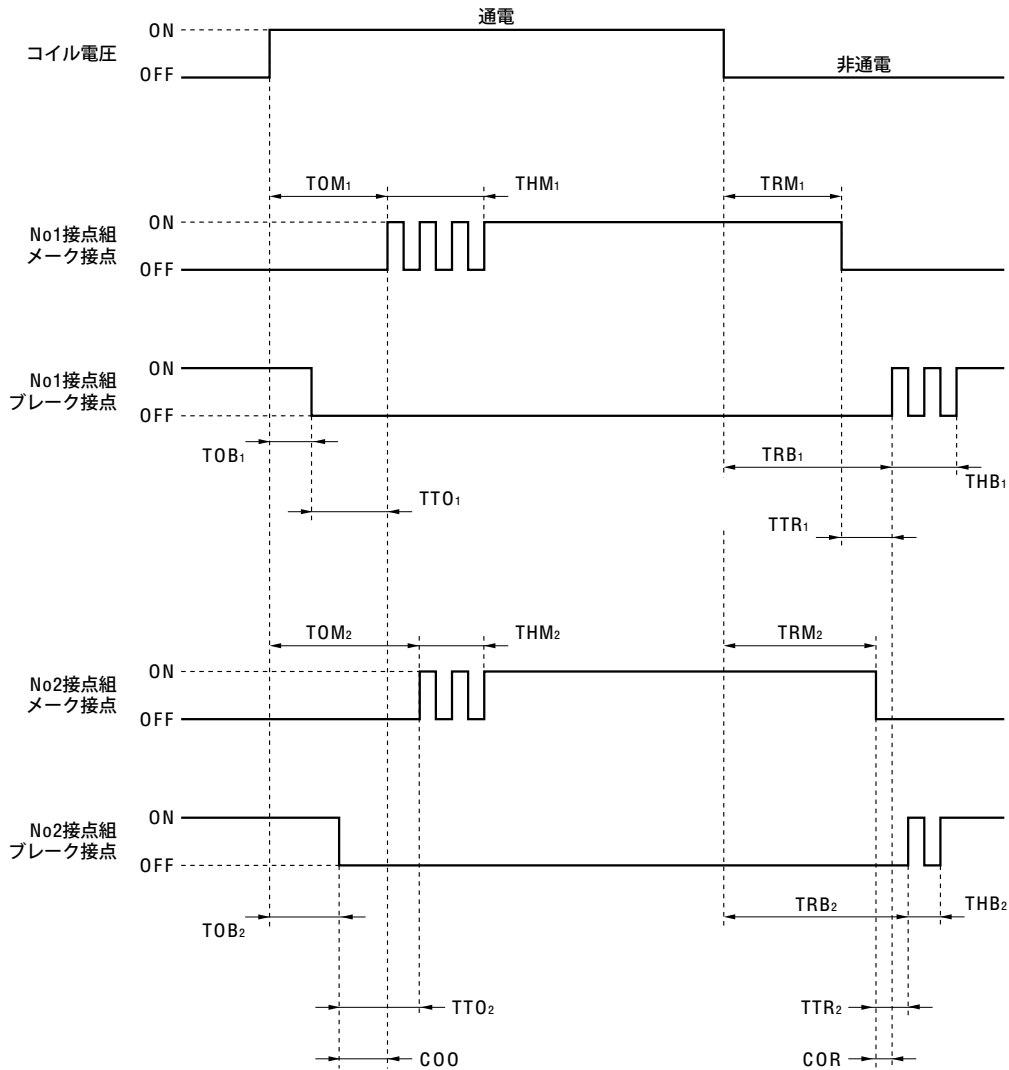 通電
ON
コイル電圧
OFF
非通電
TOM₁
THM₁
TRM₁
ON
No1接点組
メーク接点
OFF
ON
No1接点組
ブレーク接点
OFF
TOB₁
TRB₁
THB₁
TTO₁
TTR₁
TOM₂
THM₂
TRM₂
ON
No2接点組
メーク接点
OFF
ON
No2接点組
ブレーク接点
OFF
TOB₂
TRB₂
THB₂
TTO₂
TTR₂
COO
COR